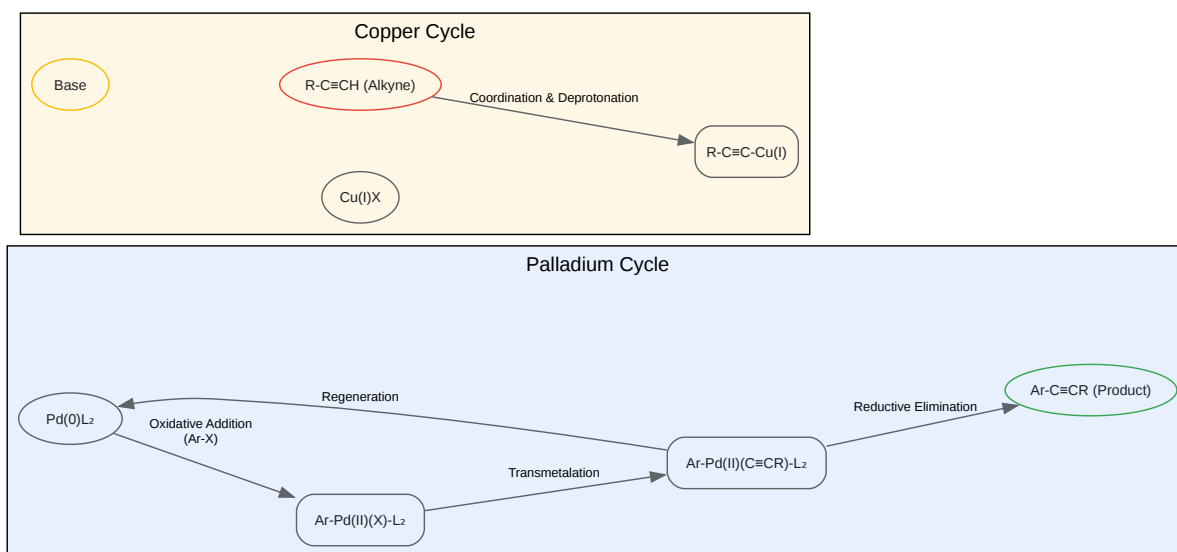 Copper Cycle
Base
R-C≡CH (Alkyne)
Coordination & Deprotonation
R-C≡C-Cu(I)
Cu(I)X
Palladium Cycle
Pd(0)L₂
Regeneration
Oxidative Addition
(Ar-X)
Ar-Pd(II)(X)-L₂
Transmetalation
Ar-Pd(II)(C≡CR)-L₂
Reductive Elimination
Ar-C≡CR (Product)